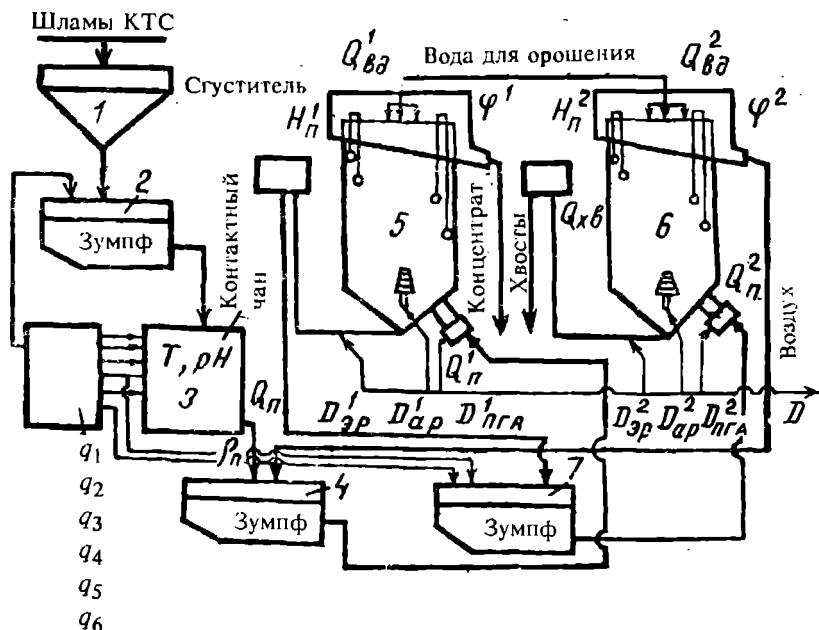 Шламы КТС
Сгуститель
1
2
Зумпф
Контактный
чан
T, pH
3
Q¹вд
Вода для орошения
Q²вд
H¹п
φ¹
H²п
φ²
5
Концентрат
Хвосты
Qхв
6
Q²п
Воздух
Q¹п
Qп
D¹эр
D¹ар
D¹пга
D²эр
D²ар
D²пга
D
ρп
4
Зумпф
7
Зумпф
q1
q2
q3
q4
q5
q6